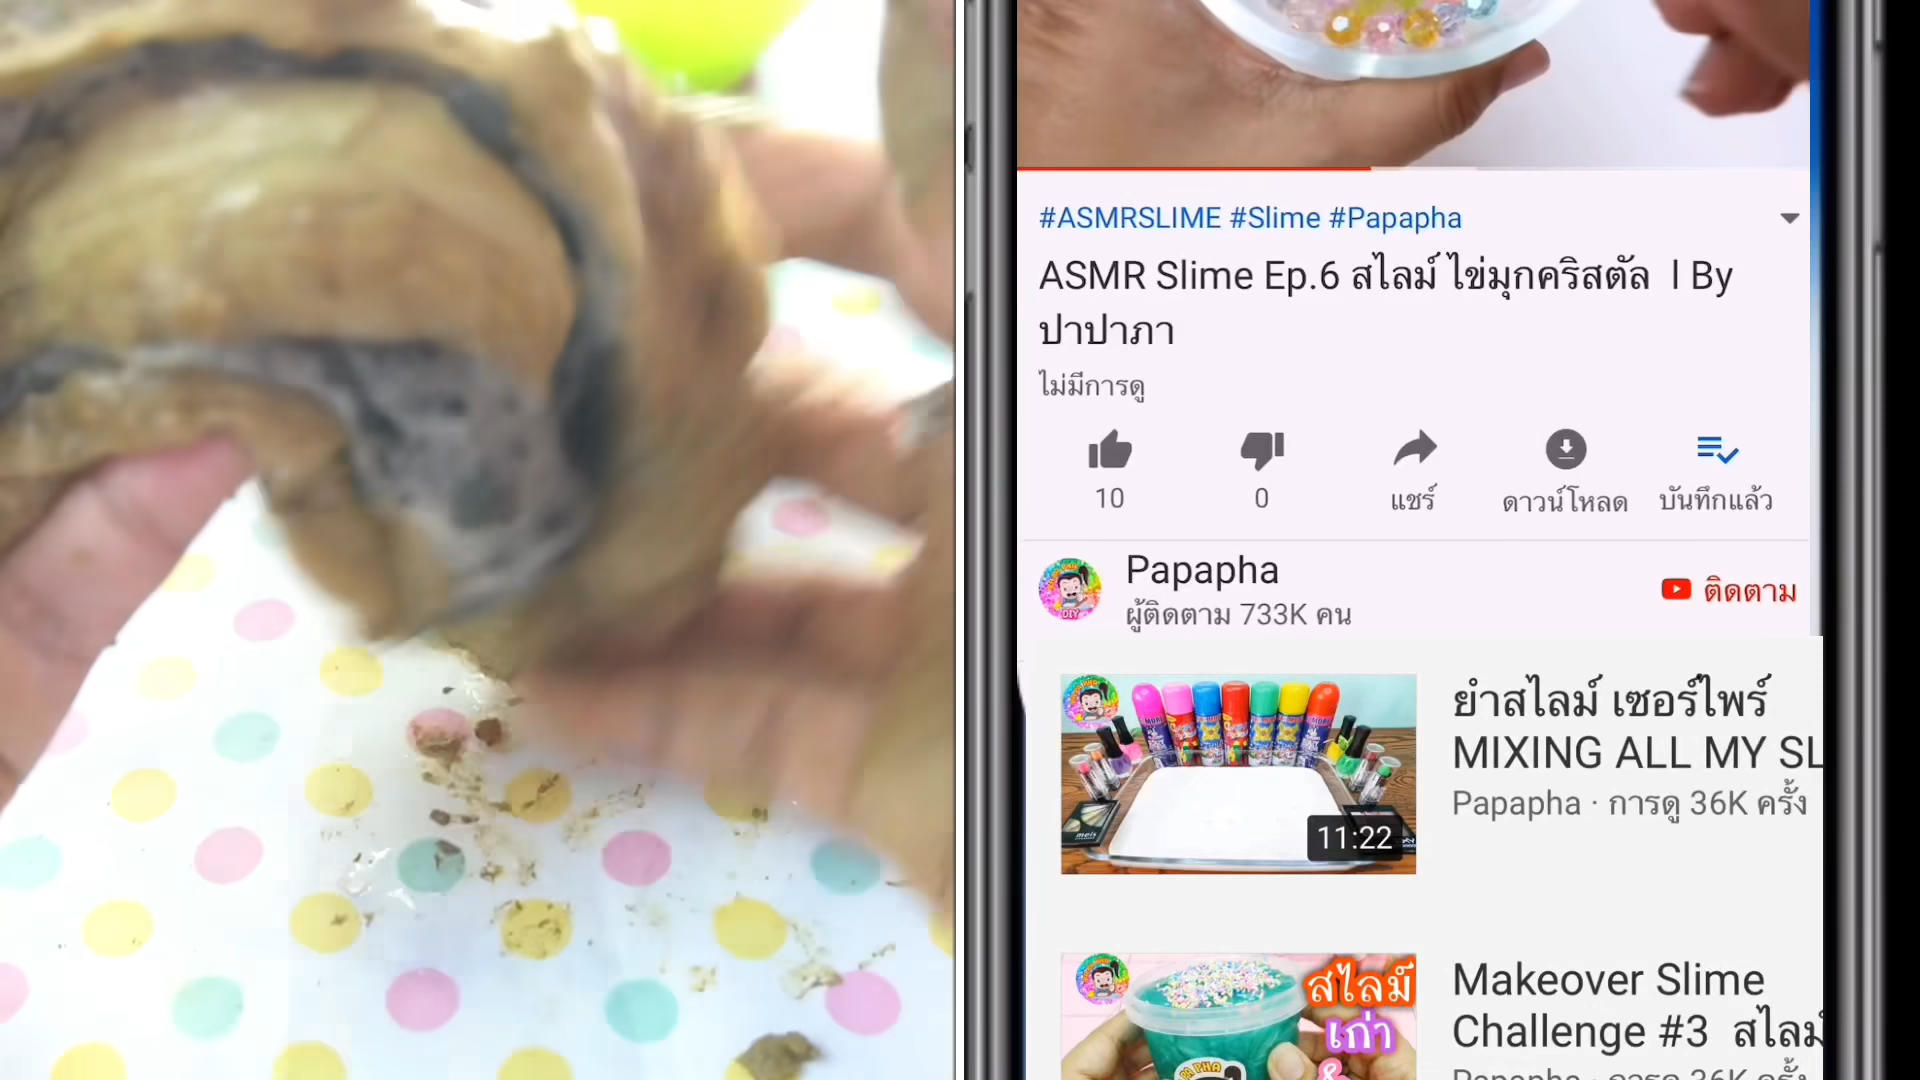 #ASMRSLIME #Slime #Papapha
ASMR Slime Ep.6 สไลม์ ไข่มุกคริสตัล l By
ปาปาภา
ไม่มีการดู
10
0
แชร์
ดาวน์โหลด
บันทึกแล้ว
Papapha
ผู้ติดตาม 733K คน
ติดตาม
ยำสไลม์ เซอร์ไพร์
MIXING ALL MY SL
Papapha · การดู 36K ครั้ง
11:22
Makeover Slime
Challenge #3 สไลม์
สไลม์
เก่า
&
DIY
meis
PA PHA